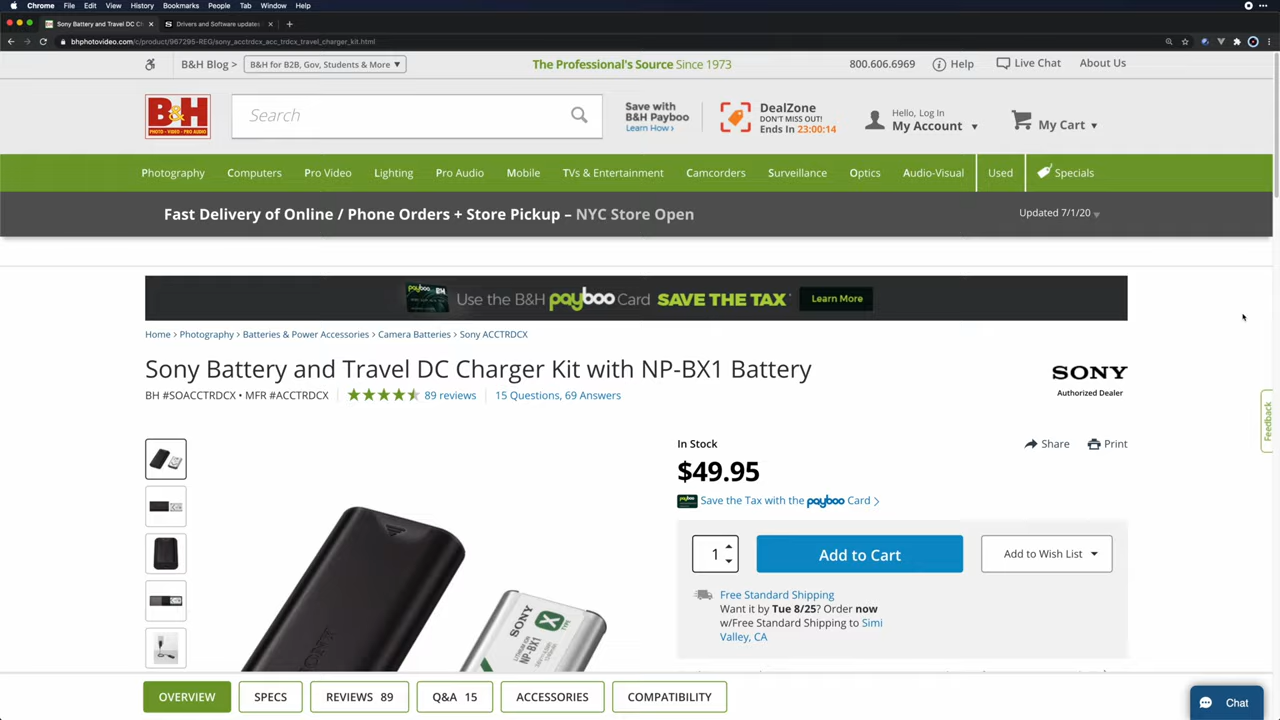 Chrome File Edit View History Bookmarks People Tab Window Help
Sony Battery and Travel DC C
Drivers and Software updates
bhphotovideo.com/c/product/967295-REG/sony_acctrdcx_acc_trdcx_travel_charger_kit.html
B&H Blog > B&H for B2B, Gov, Students & More The Professional's Source Since 1973 800.606.6969 Help Live Chat About Us
B&H
PHOTO - VIDEO - PRO AUDIO
Search
Save with
B&H Payboo
Learn How ›
DealZone
DON'T MISS OUT!
Ends In 23:00:14
Hello, Log In
My Account
My Cart
Photography Computers Pro Video Lighting Pro Audio Mobile TVs & Entertainment Camcorders Surveillance Optics Audio-Visual Used Specials
Fast Delivery of Online / Phone Orders + Store Pickup – NYC Store Open Updated 7/1/20
payboo B&H Use the B&H payboo Card SAVE THE TAX Learn More
Home > Photography > Batteries & Power Accessories > Camera Batteries > Sony ACCTRDCX
Sony Battery and Travel DC Charger Kit with NP-BX1 Battery
BH #SOACCTRDCX • MFR #ACCTRDCX 89 reviews 15 Questions, 69 Answers
SONY
Authorized Dealer
Feedback
In Stock Share Print
$49.95
Save the Tax with the payboo Card >
1 Add to Cart Add to Wish List
Free Standard Shipping
Want it by Tue 8/25? Order now
w/Free Standard Shipping to Simi
Valley, CA
SONY X
NP-BX1
OVERVIEW SPECS REVIEWS 89 Q&A 15 ACCESSORIES COMPATIBILITY
Chat